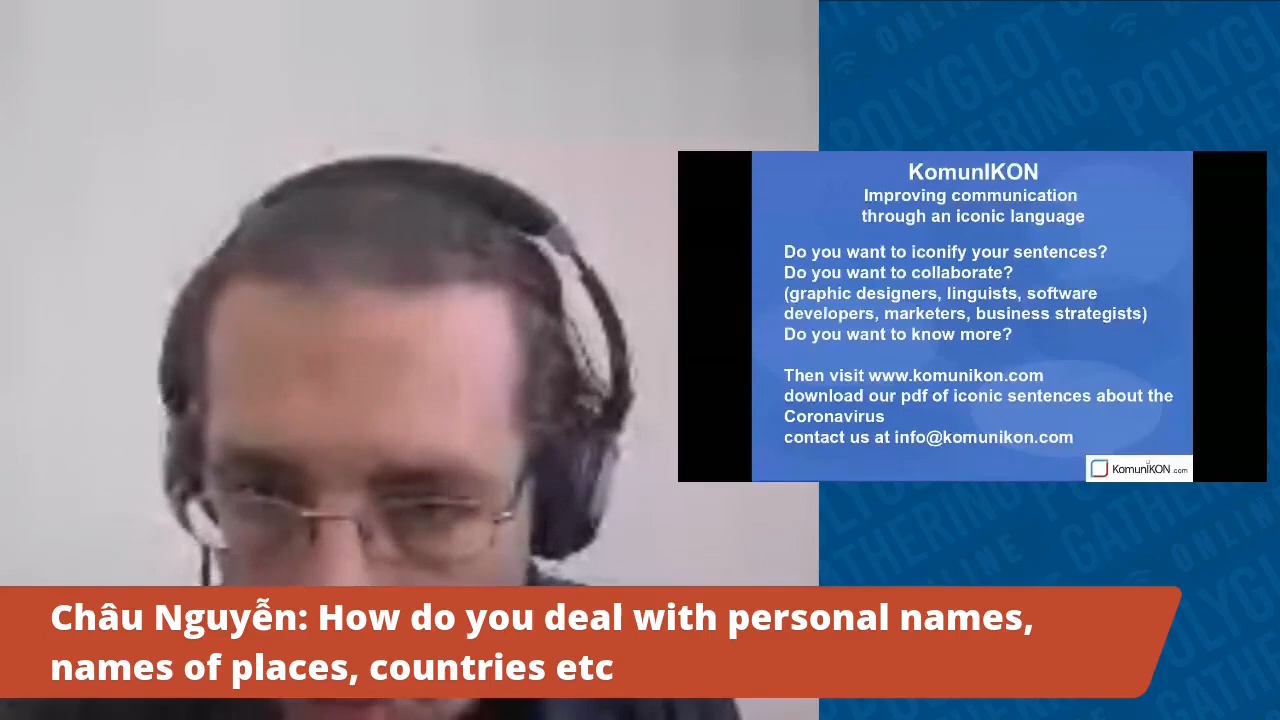 KomunIKON
Improving communication
through an iconic language
Do you want to iconify your sentences?
Do you want to collaborate?
(graphic designers, linguists, software
developers, marketers, business strategists)
Do you want to know more?
Then visit www.komunikon.com
download our pdf of iconic sentences about the
Coronavirus
contact us at info@komunikon.com
KomunIKON.com
Châu Nguyễn: How do you deal with personal names,
names of places, countries etc
POLYGLOT
GATHERING
ONLINE